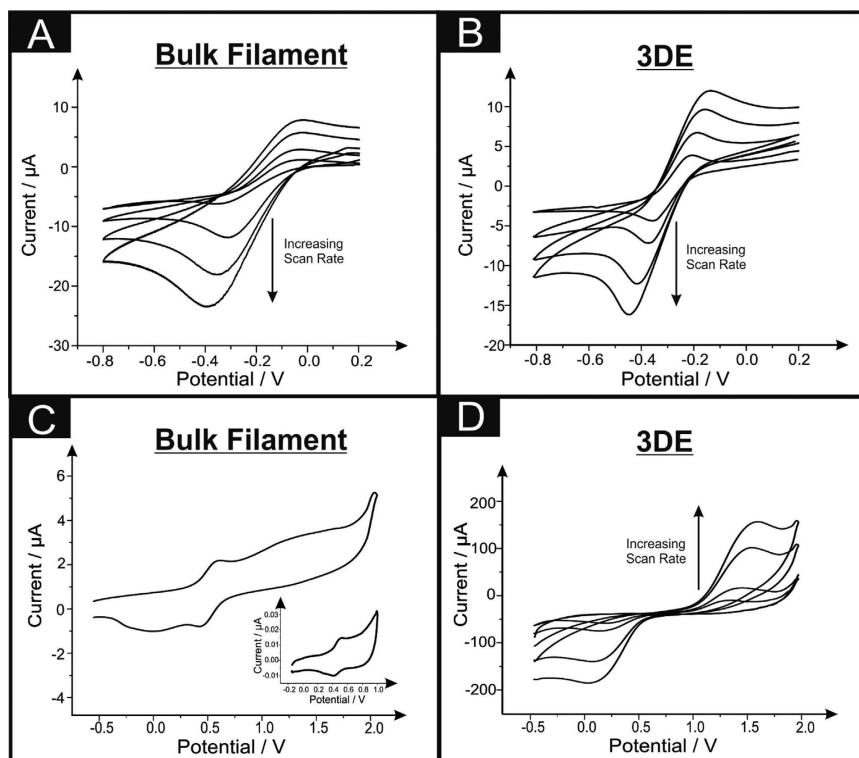 A
Bulk Filament
10
0
-10
-20
-30
Current / µA
Increasing
Scan Rate
-0.8 -0.6 -0.4 -0.2 0.0 0.2
Potential / V
B
3DE
15
10
5
0
-5
-10
-15
-20
Current / µA
Increasing
Scan Rate
-0.8 -0.6 -0.4 -0.2 0.0 0.2
Potential / V
C
Bulk Filament
6
4
2
0
-2
-4
Current / µA
0.03
0.02
0.01
0.00
-0.01
Current / µA
-0.2 0.0 0.2 0.4 0.6 0.8 1.0
Potential / V
-0.5 0.0 0.5 1.0 1.5 2.0
Potential / V
D
3DE
200
150
100
0
-50
-100
-200
Current / µA
Increasing
Scan Rate
-0.5 0.0 0.5 1.0 1.5 2.0
Potential / V